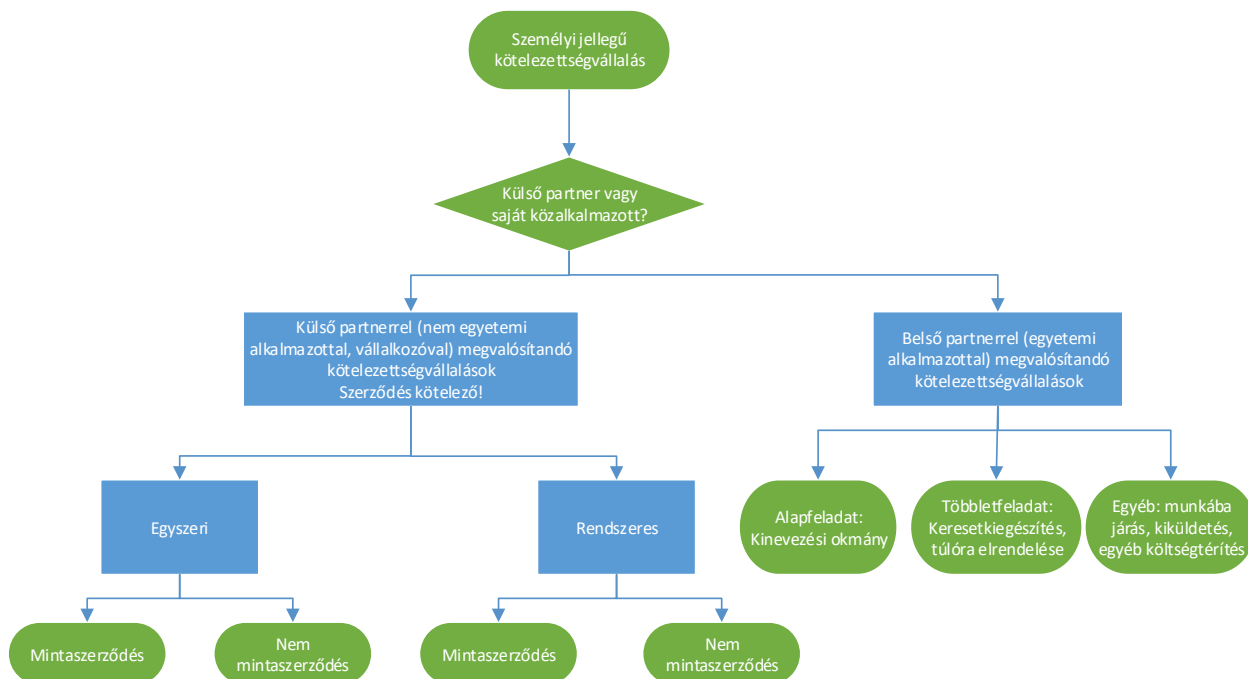 Személyi jellegű
kötelezettségvállalás
Külső partner vagy
saját közalkalmazott?
Külső partnerrel (nem egyetemi
alkalmazottal, vállalkozóval) megvalósítandó
kötelezettségvállalások
Szerződés kötelező!
Belső partnerrel (egyetemi
alkalmazottal) megvalósítandó
kötelezettségvállalások
Egyszeri
Rendszeres
Alapfeladat:
Kinevezési okmány
Többletfeladat:
Keresetkiegészítés,
túlóra elrendelése
Egyéb: munkába
járás, kiküldetés,
egyéb költségtérítés
Mintaszerződés
Nem
mintaszerződés
Mintaszerződés
Nem
mintaszerződés